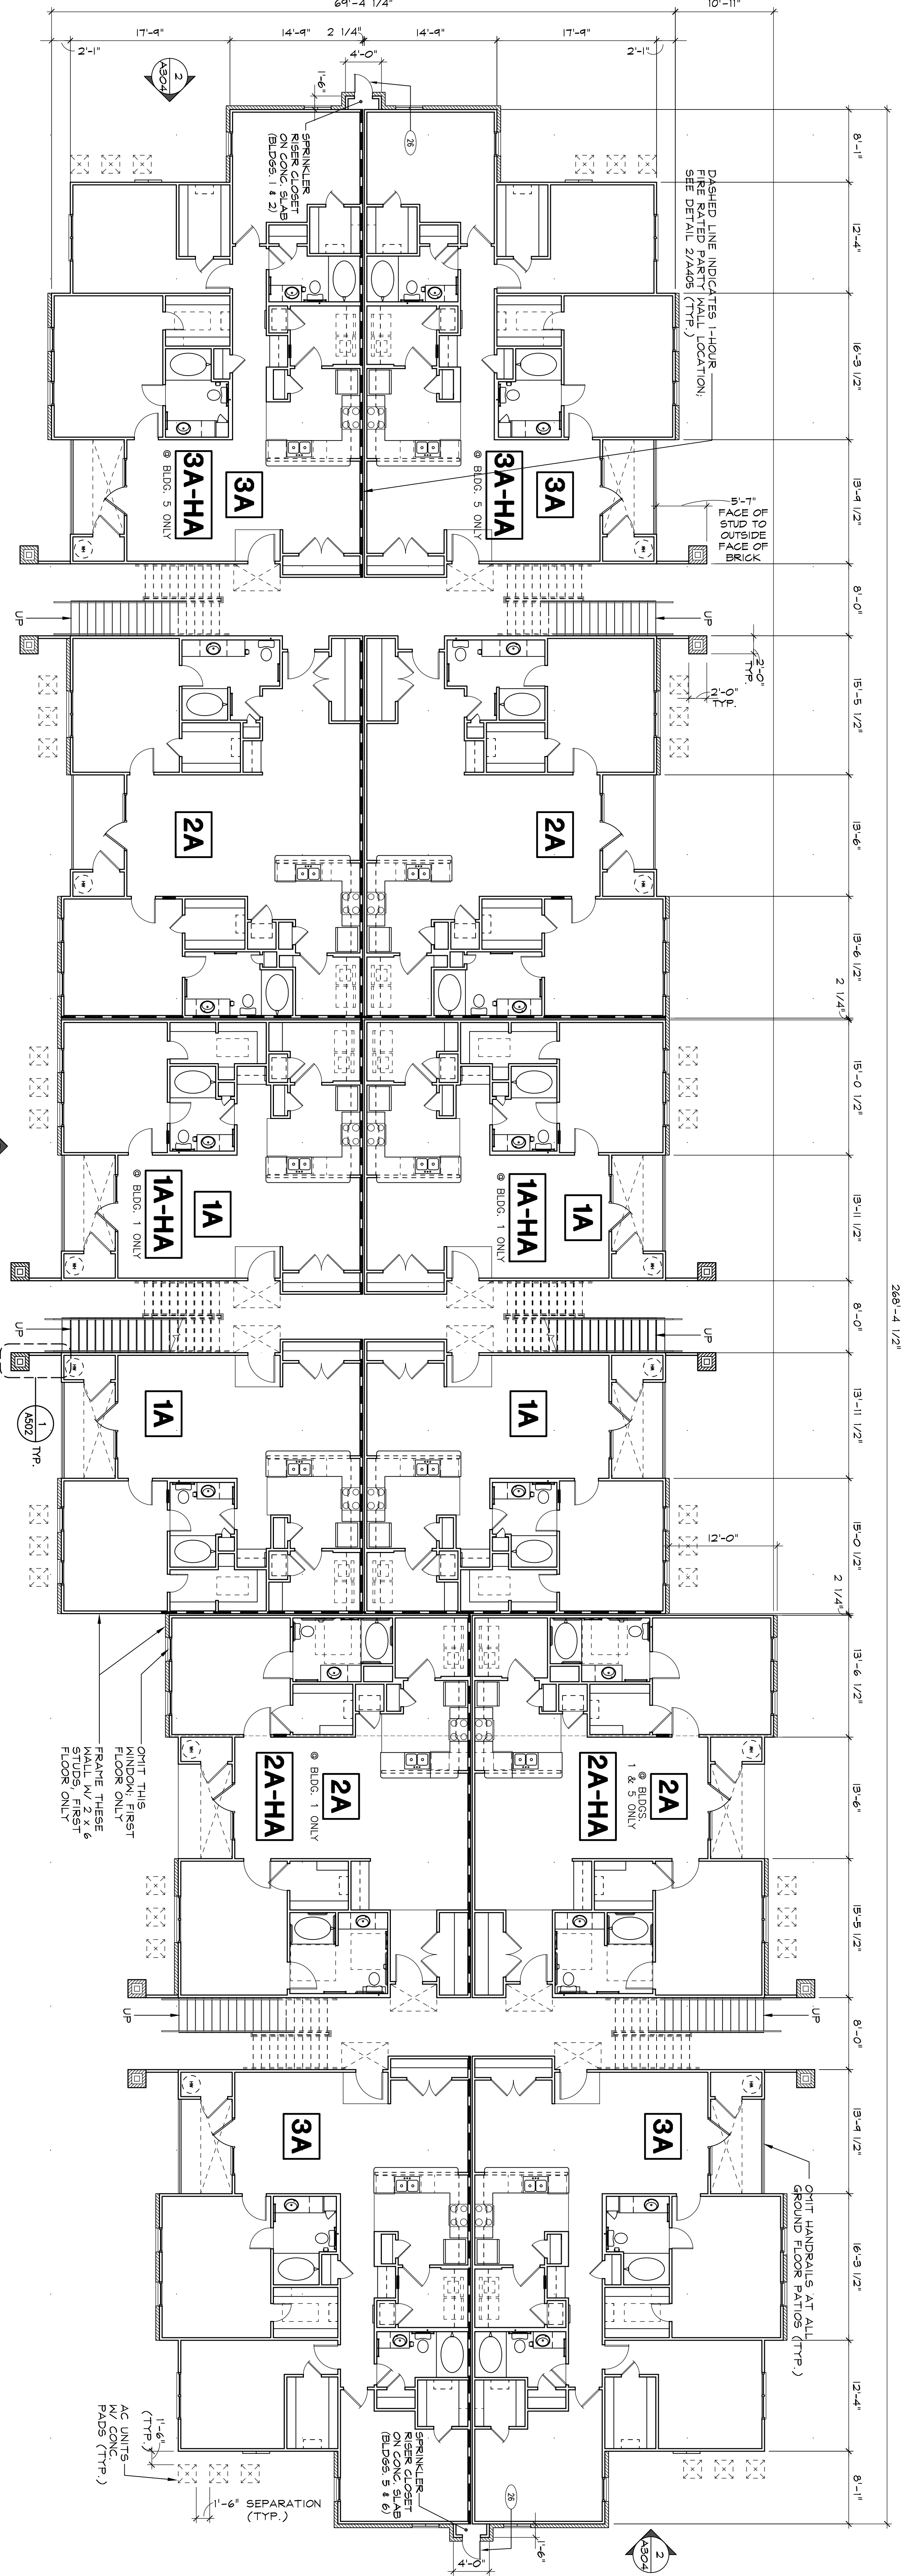 69'-4 1/4"
10'-11"
17'-9"
14'-9"
2 1/4"
14'-9"
17'-9"
2'-1"
4'-0"
2'-1"
2
A304
1'-6"
26
SPRINKLER
RISER CLOSET
ON CONC. SLAB
(BLDGS. 1 & 2)
DASHED LINE INDICATES 1-HOUR
FIRE RATED PARTY WALL LOCATION;
SEE DETAIL 2/A405 (TYP.)
8'-1"
12'-4"
16'-3 1/2"
13'-9 1/2"
8'-0"
15'-5 1/2"
13'-6"
13'-6 1/2"
2 1/4"
15'-0 1/2"
13'-11 1/2"
8'-0"
268'-4 1/2"
13'-11 1/2"
15'-0 1/2"
2 1/4"
13'-6 1/2"
13'-6"
15'-5 1/2"
8'-0"
13'-9 1/2"
16'-3 1/2"
12'-4"
8'-1"
3A
3A-HA
@ BLDG. 5 ONLY
3A
3A-HA
@ BLDG. 5 ONLY
5'-7"
FACE OF
STUD TO
OUTSIDE
FACE OF
BRICK
WH
WH
UP
UP
2'-0"
TYP.
2'-0"
TYP.
2A
2A
WH
WH
1A
1A-HA
@ BLDG. 1 ONLY
1A
1A-HA
@ BLDG. 1 ONLY
WH
WH
UP
UP
WH
WH
1
A502
TYP.
1A
1A
12'-0"
OMIT THIS
WINDOW; FIRST
FLOOR ONLY
FRAME THESE
WALL W/ 2 x 6
STUDS, FIRST
FLOOR ONLY
WH
WH
2A
2A-HA
@ BLDG. 1 ONLY
2A
2A-HA
@ BLDGS.
1 & 5 ONLY
UP
UP
WH
WH
3A
3A
OMIT HANDRAILS AT ALL
GROUND FLOOR PATIOS (TYP.)
1'-6"
(TYP.)
AC UNITS
W/ CONC.
PADS (TYP.)
1'-6" SEPARATION
(TYP.)
SPRINKLER
RISER CLOSET
ON CONC. SLAB
(BLDGS. 5 & 6)
26
1'-6"
4'-0"
2
A304